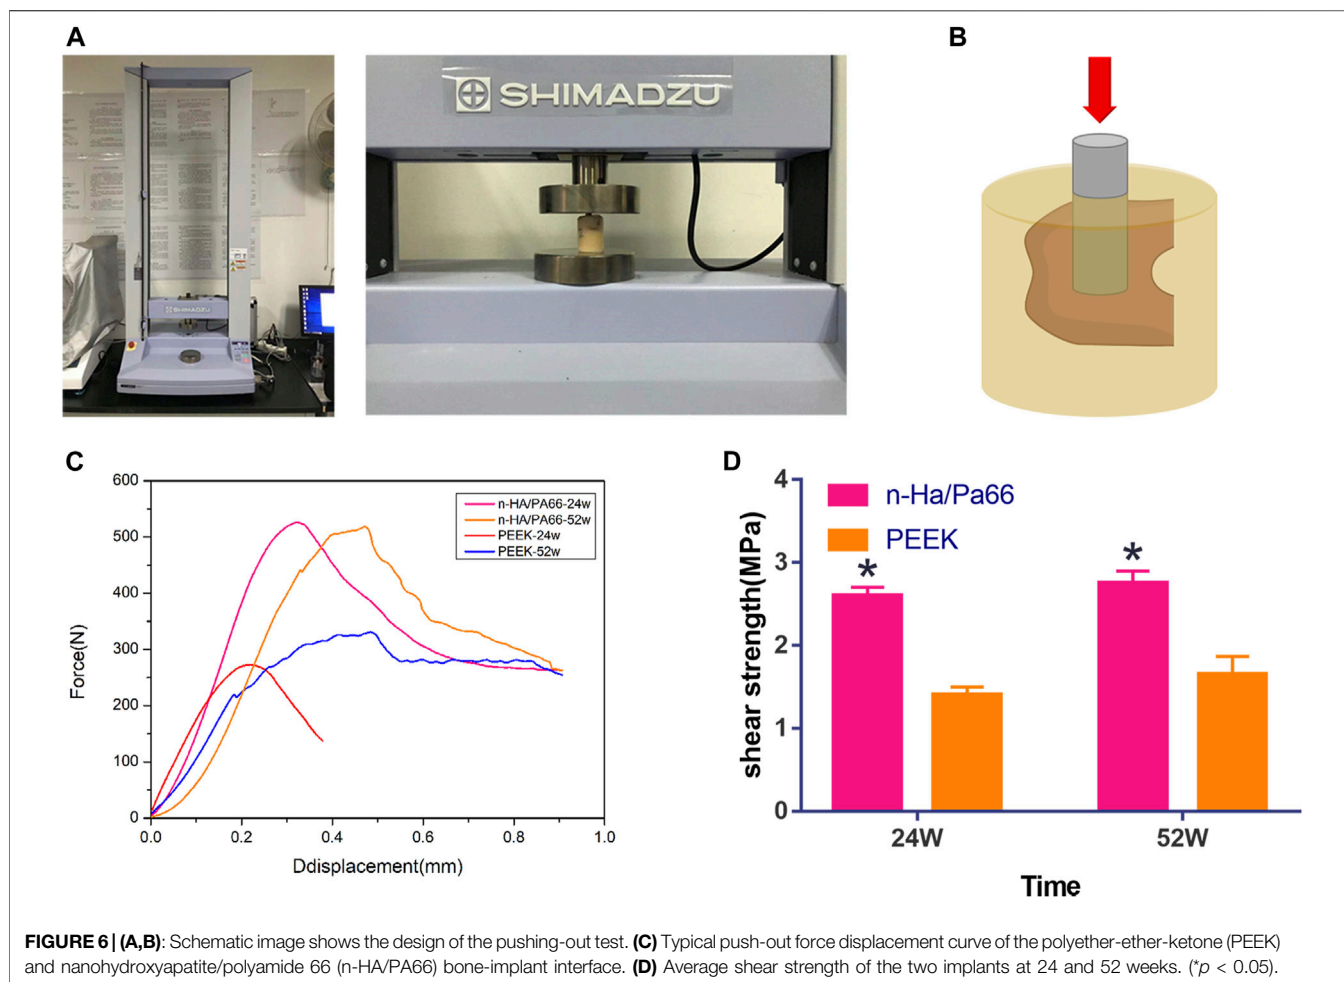 A
B
SHIMADZU
SHIMADZU
C
600
500
400
300
200
100
0
0.0 0.2 0.4 0.6 0.8 1.0
Force(N)
Ddisplacement(mm)
n-HA/PA66-24w
n-HA/PA66-52w
PEEK-24w
PEEK-52w
D
4
3
2
1
0
shear strength(MPa)
n-Ha/Pa66
PEEK
*
*
24W 52W
Time
FIGURE 6 | (A,B): Schematic image shows the design of the pushing-out test. (C) Typical push-out force displacement curve of the polyether-ether-ketone (PEEK)
and nanohydroxyapatite/polyamide 66 (n-HA/PA66) bone-implant interface. (D) Average shear strength of the two implants at 24 and 52 weeks. (*p < 0.05).